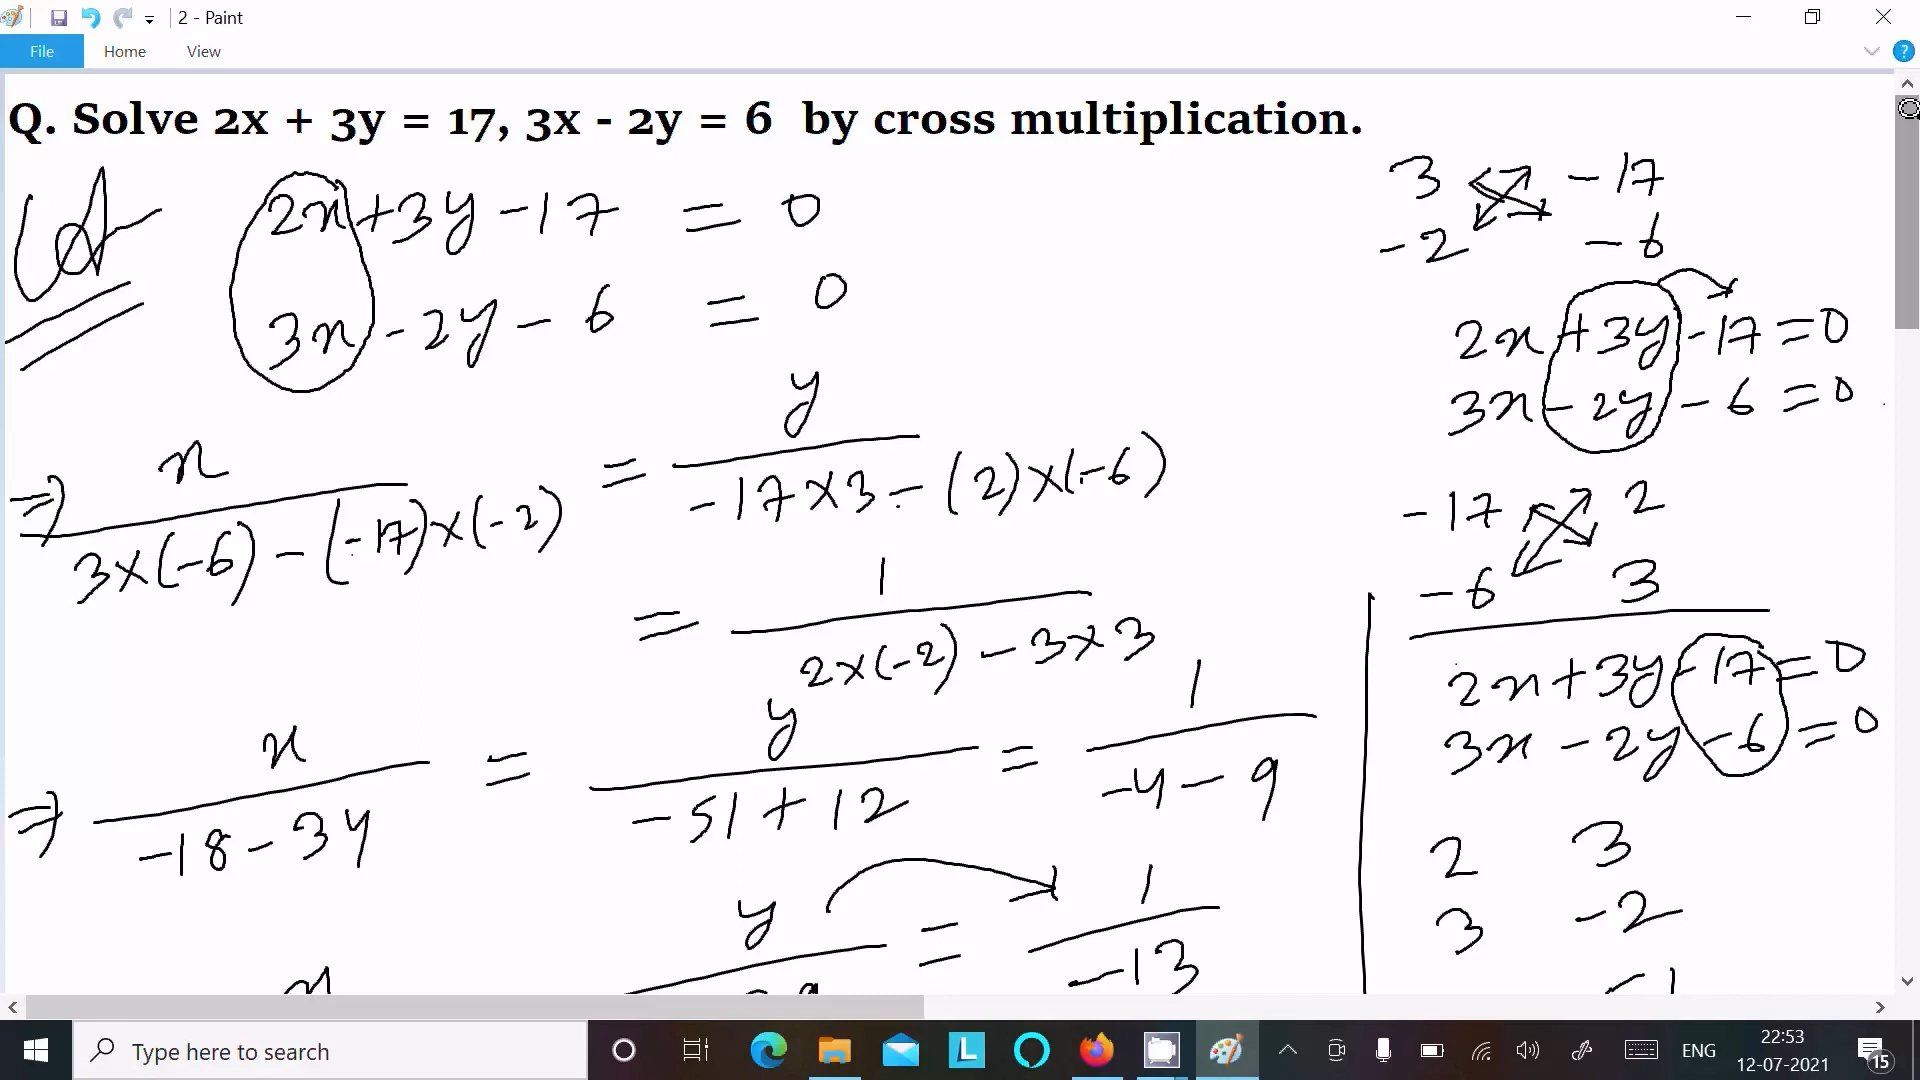 2 - Paint
File Home View
Q. Solve 2x + 3y = 17, 3x - 2y = 6 by cross multiplication.
2x+3y-17 = 0
3x-2y-6 = 0
⇒ x/(3×(-6) - (-17)×(-2)) = y/(-17×3 - (2)×(-6))
= 1/(2×(-2) - 3×3)
⇒ x/(-18-34) = y/(-51+12) = 1/(-4-9)
x y = 1/-13
3 -17
-2 -6
2x+3y-17=0
3x-2y-6=0
-17 2
-6 3
2x+3y-17=0
3x-2y-6=0
2 3
3 -2
Type here to search
ENG
22:53
12-07-2021
15